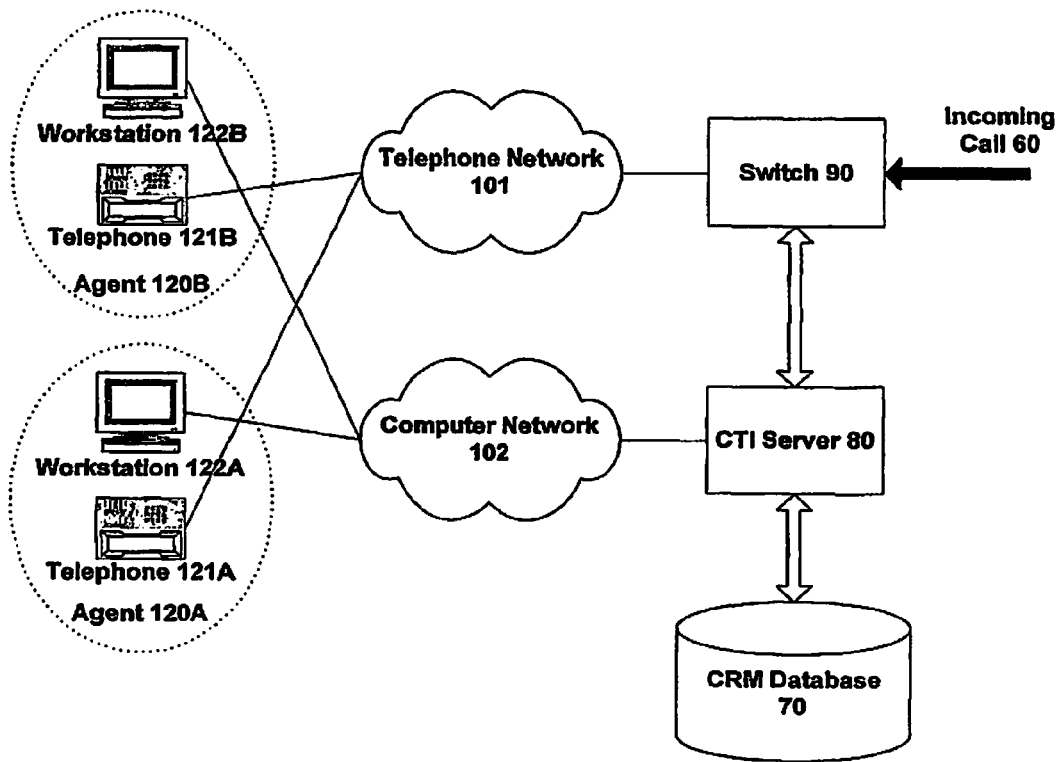 Workstation 122B
Telephone 121B
Agent 120B
Workstation 122A
Telephone 121A
Agent 120A
Telephone Network
101
Computer Network
102
Incoming
Call 60
Switch 90
CTI Server 80
CRM Database
70